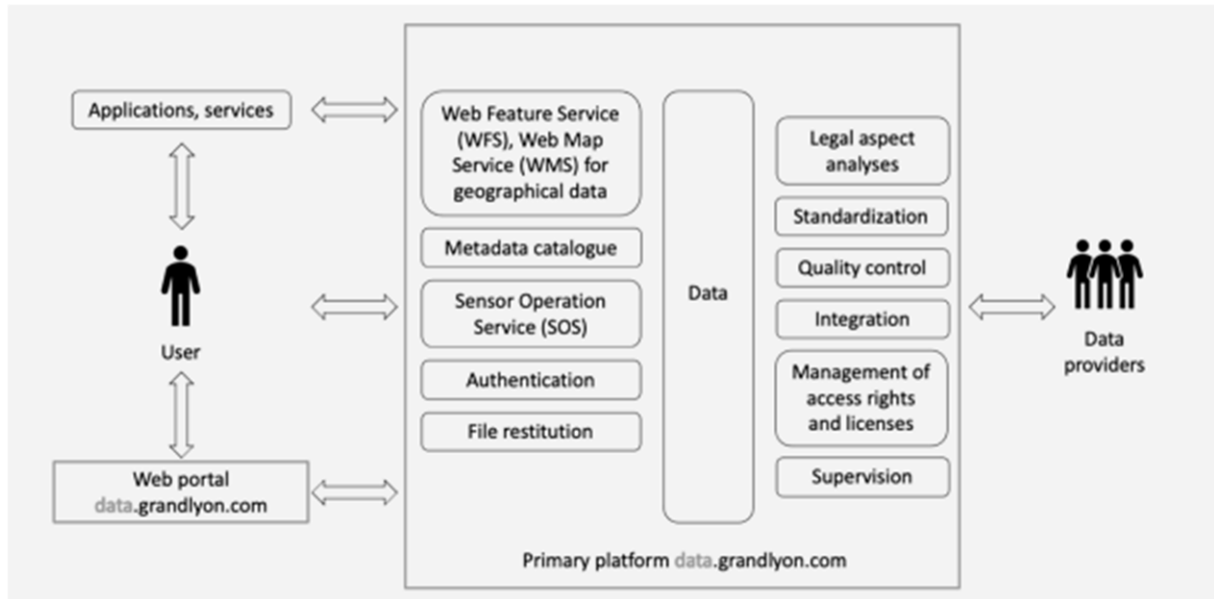 Applications, services
User
Web portal
data.grandlyon.com
Web Feature Service
(WFS), Web Map
Service (WMS) for
geographical data
Metadata catalogue
Sensor Operation
Service (SOS)
Authentication
File restitution
Data
Legal aspect
analyses
Standardization
Quality control
Integration
Management of
access rights
and licenses
Supervision
Primary platform data.grandlyon.com
Data
providers